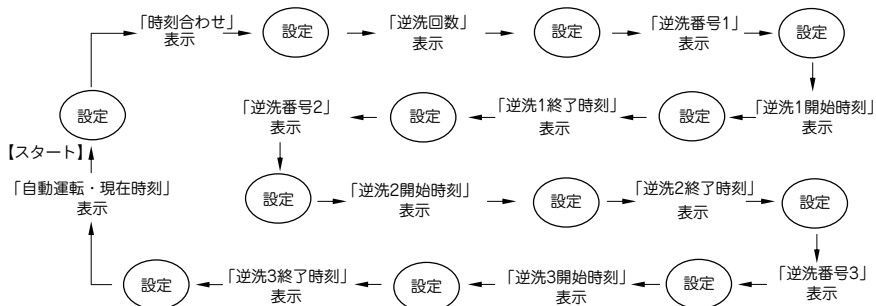 「時刻合わせ」
表示
設定
「逆洗回数」
表示
設定
「逆洗番号1」
表示
設定
設定
「逆洗番号2」
表示
設定
「逆洗1終了時刻」
表示
設定
「逆洗1開始時刻」
表示
【スタート】
「自動運転・現在時刻」
表示
設定
「逆洗2開始時刻」
表示
設定
「逆洗2終了時刻」
表示
設定
設定
「逆洗3終了時刻」
表示
設定
「逆洗3開始時刻」
表示
設定
「逆洗番号3」
表示